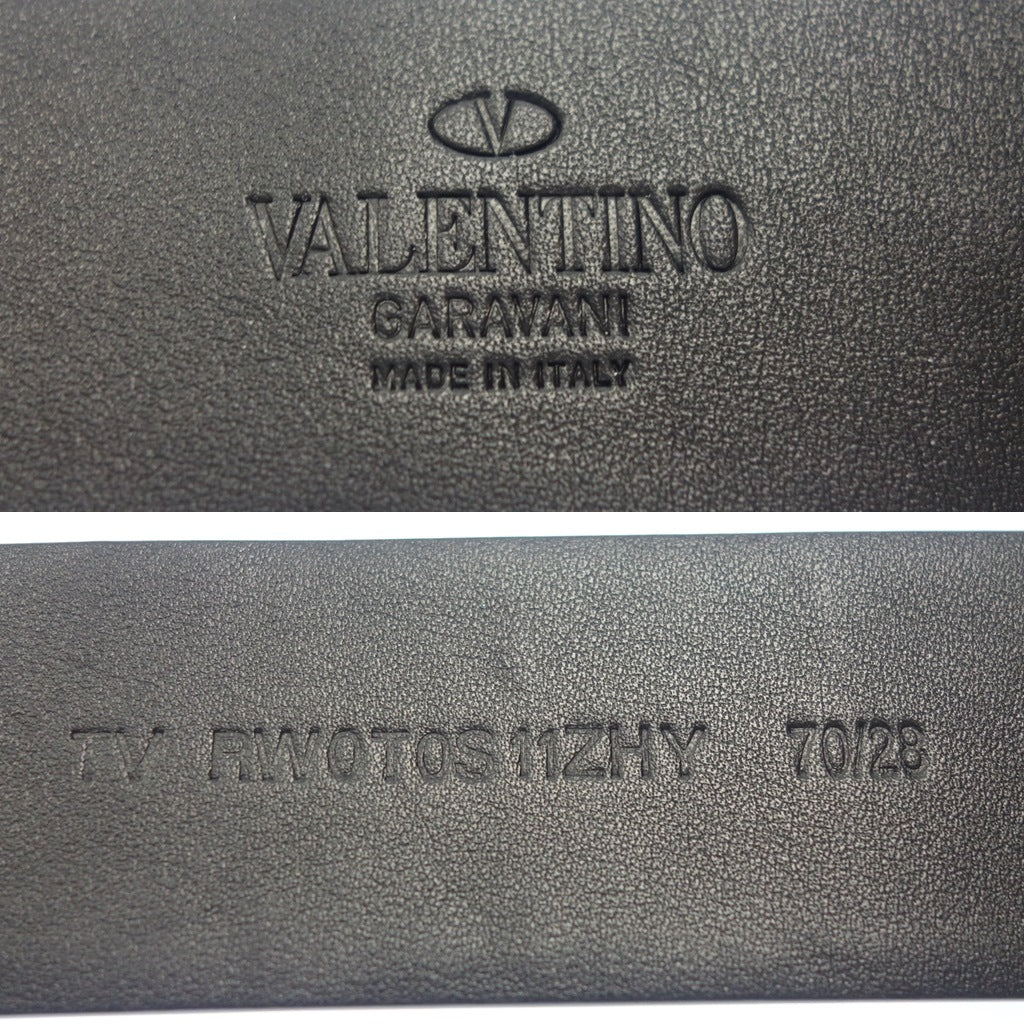 V
VALENTINO
GARAVANI
MADE IN ITALY
TV RW0T0S11ZHY 70/28